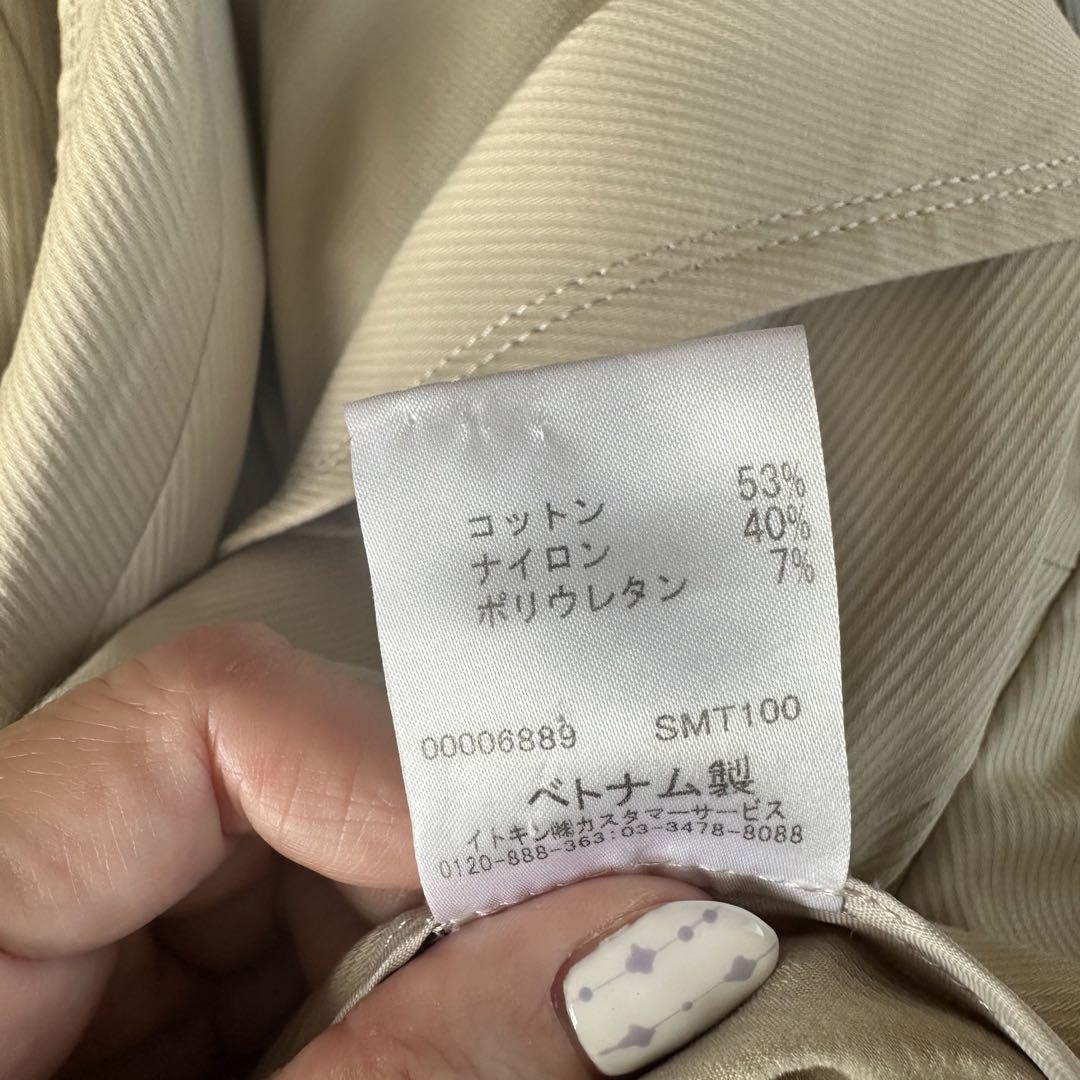 コットン 53%
ナイロン 40%
ポリウレタン 7%
00006889 SMT100
ベトナム製
イトキン㈱カスタマーサービス
0120-888-363:03-3478-8088